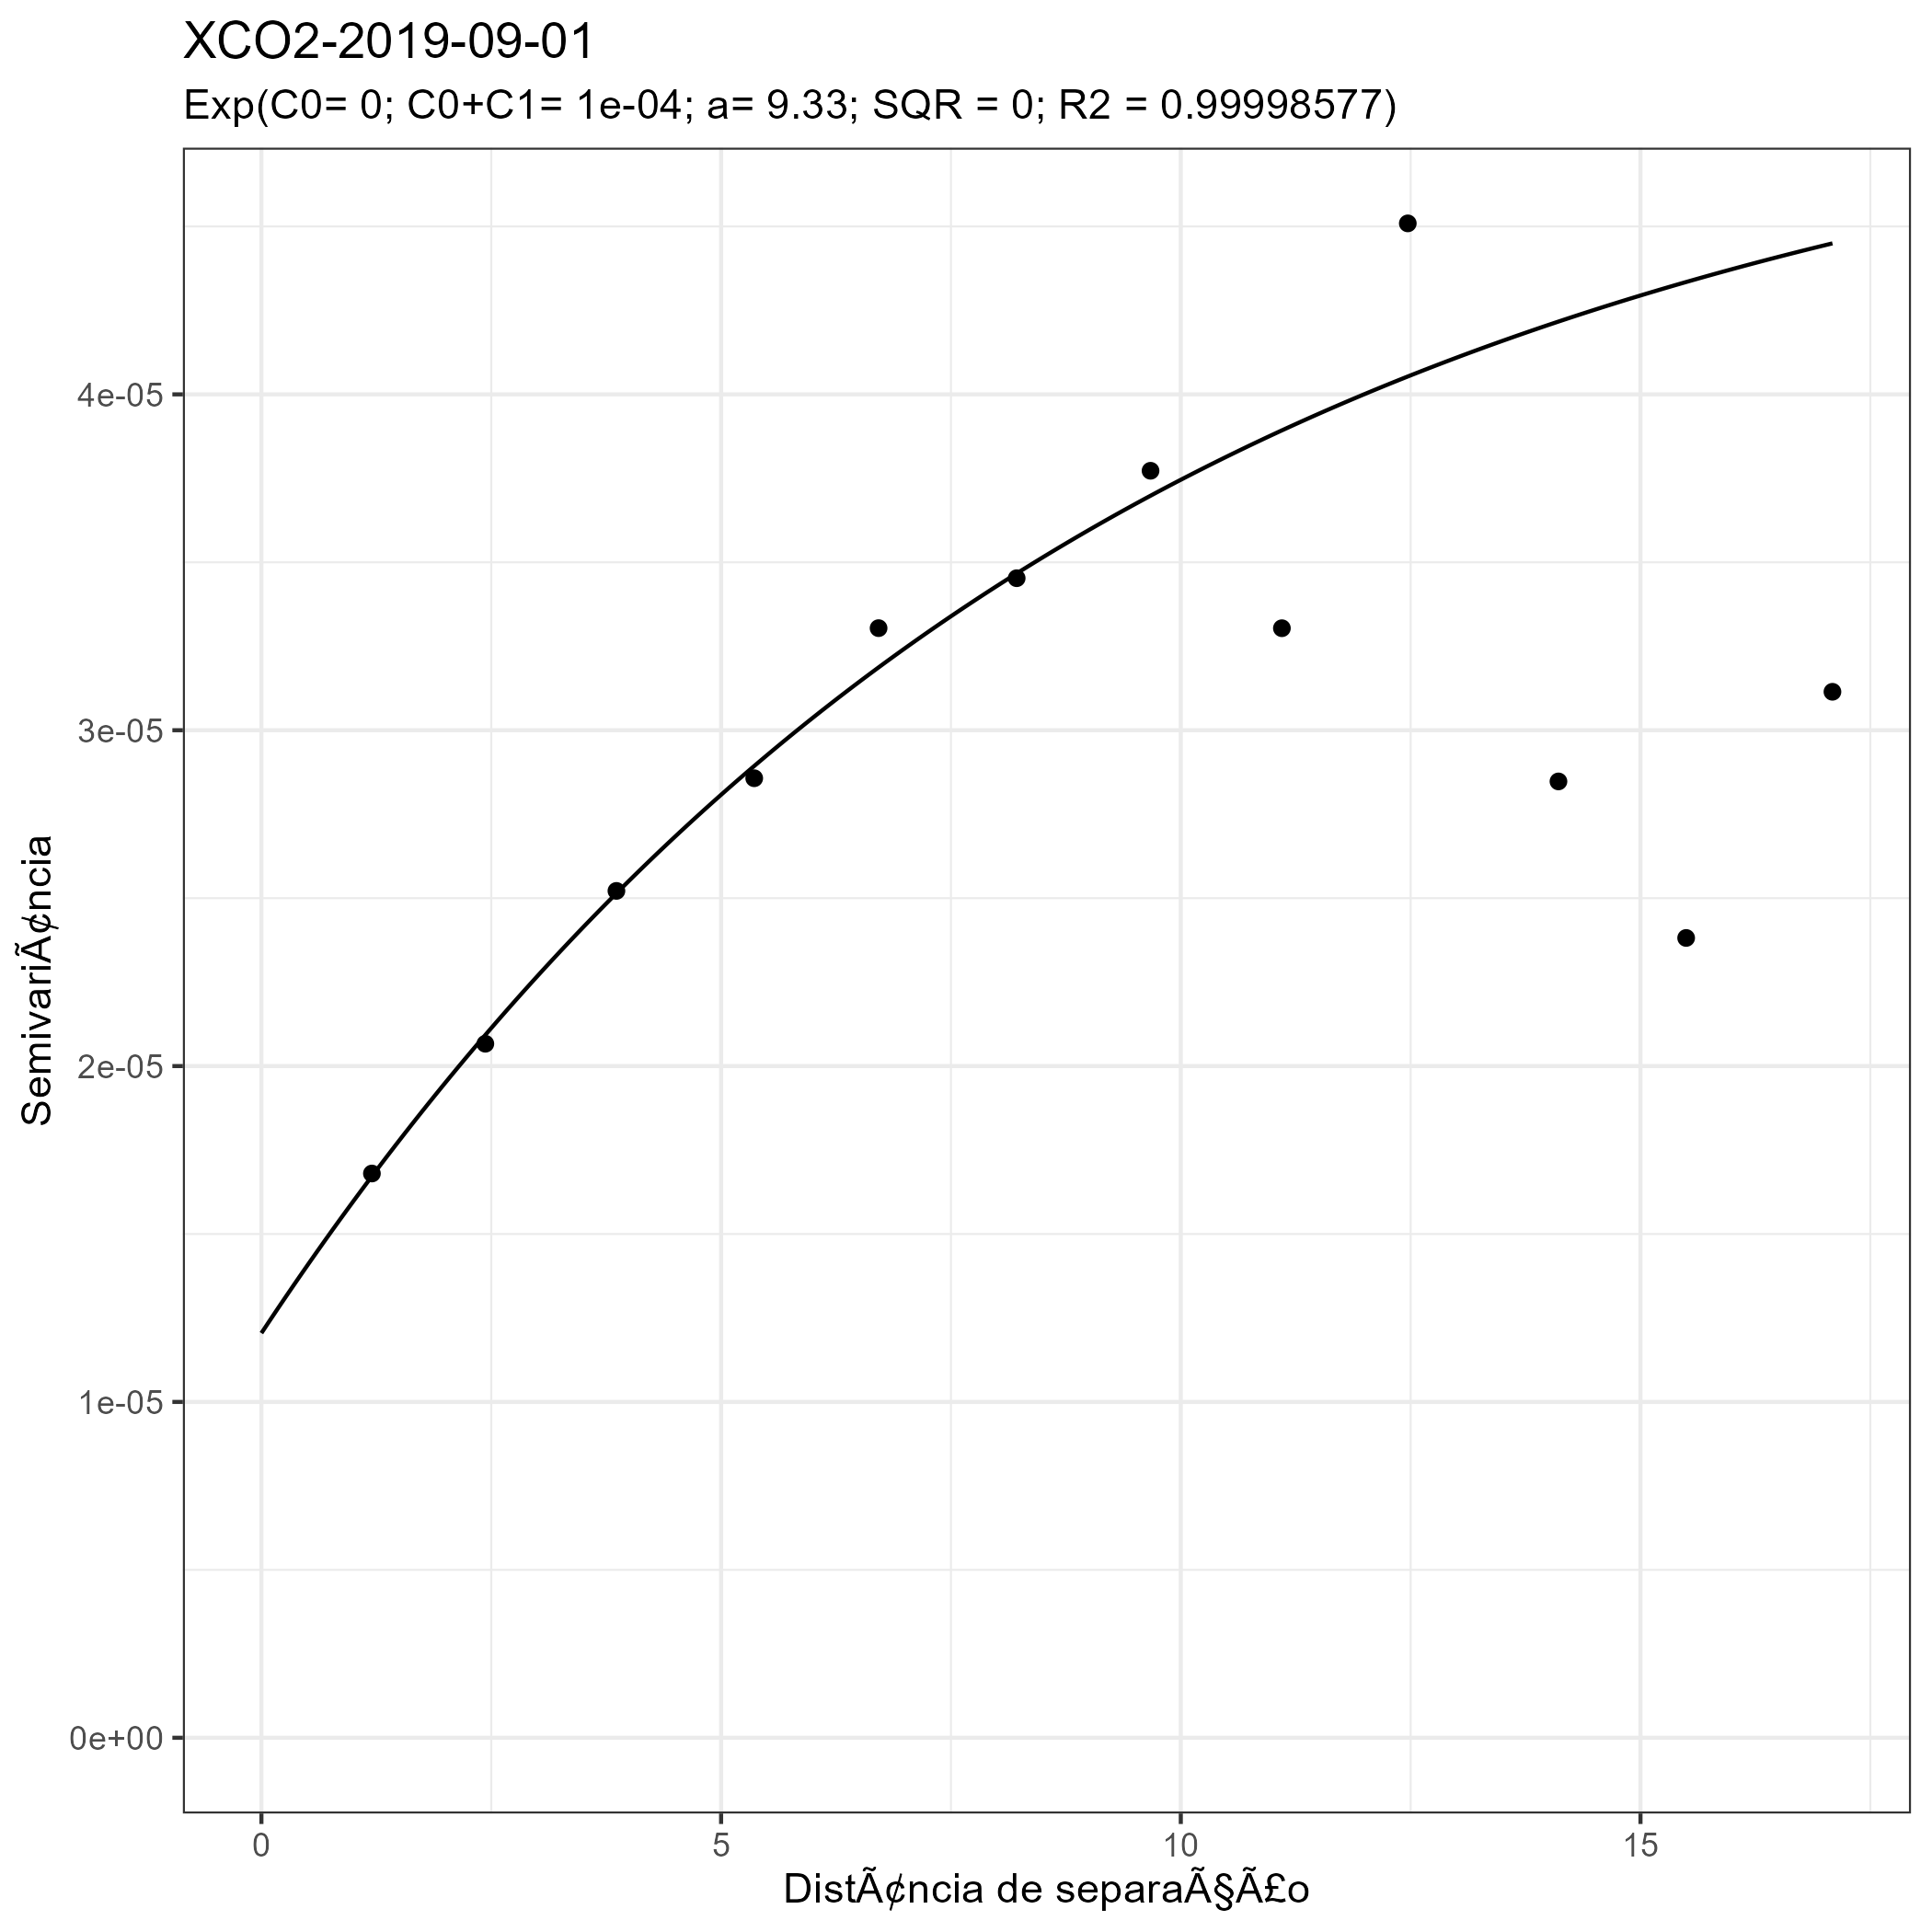 XCO2-2019-09-01
Exp(C0= 0; C0+C1= 1e-04; a= 9.33; SQR = 0; R2 = 0.99998577)
SemivariÃ¢ncia
4e-05
3e-05
2e-05
1e-05
0e+00
0
5
10
15
DistÃ¢ncia de separaÃ§Ã£o